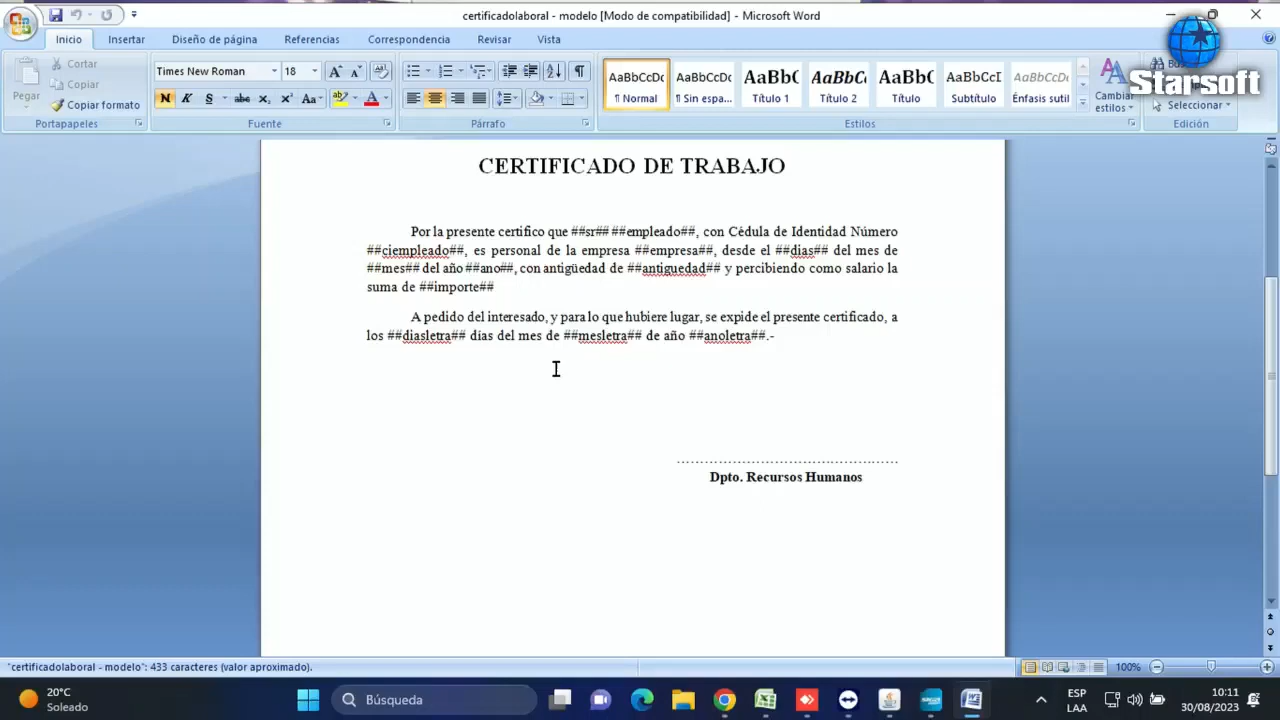 certificadolaboral - modelo [Modo de compatibilidad] - Microsoft Word
Inicio Insertar Diseño de página Referencias Correspondencia Revisar Vista
Starsoft
Pegar
Cortar
Copiar
Copiar formato
Portapapeles
Times New Roman 18
N K S abc x₂ x² Aa
Fuente
Párrafo
AaBbCcDc AaBbCcDc AaBbC AaBbC AaBbC AaBbCcI AaBbCcI
¶ Normal ¶ Sin espa... Título 1 Título 2 Título Subtítulo Énfasis sutil
Cambiar
estilos
Estilos
Seleccionar
Edición
CERTIFICADO DE TRABAJO
Por la presente certifico que ##sr## ##empleado##, con Cédula de Identidad Número
##ciempleado##, es personal de la empresa ##empresa##, desde el ##dias## del mes de
##mes## del año ##ano##, con antigüedad de ##antiguedad## y percibiendo como salario la
suma de ##importe##
A pedido del interesado, y para lo que hubiere lugar, se expide el presente certificado, a
los ##diasletra## dias del mes de ##mesletra## de año ##anoletra##.-
Dpto. Recursos Humanos
"certificadolaboral - modelo": 433 caracteres (valor aproximado).
100%
20°C
Soleado
Búsqueda
ESP
LAA
10:11
30/08/2023